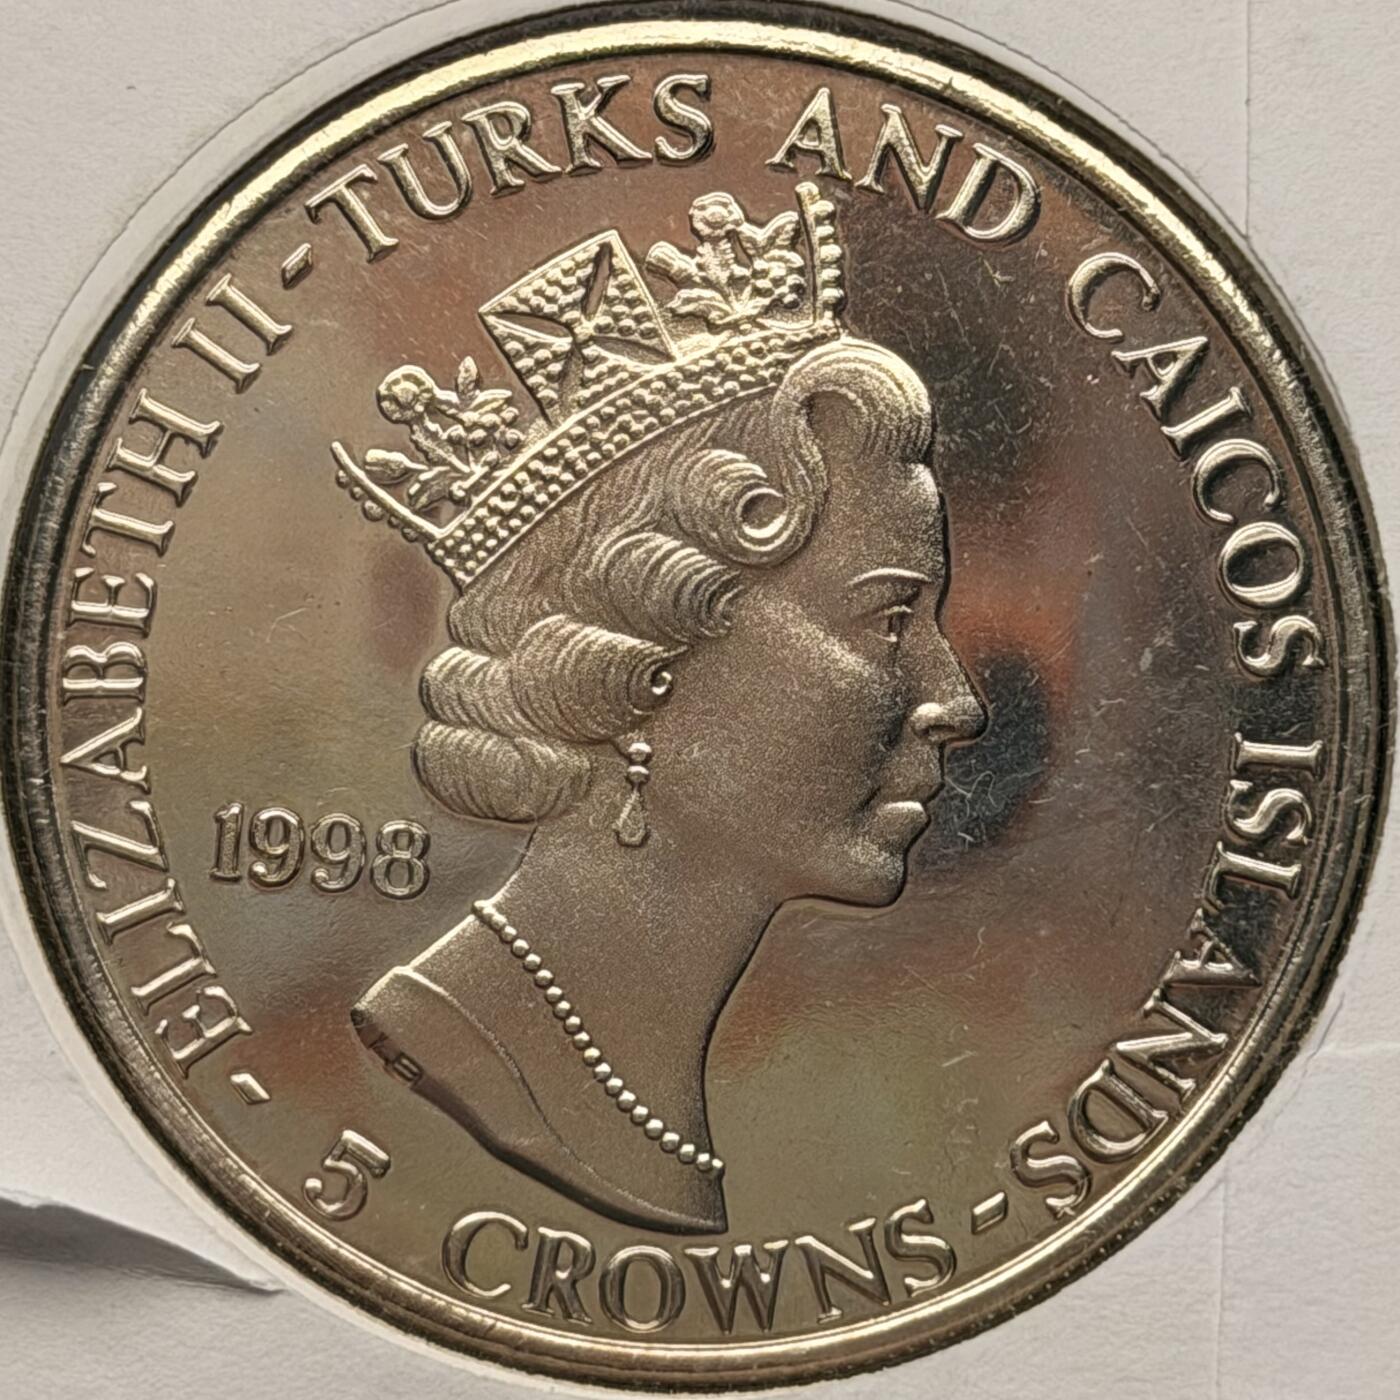 - ELIZABETH II - TURKS AND CAICOS ISLANDS -
1998
5 CROWNS